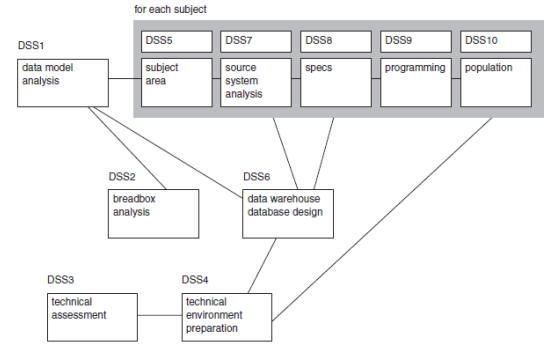 for each subject
DSS1
DSS5
DSS7
DSS8
DSS9
DSS10
data model
analysis
subject
area
source
system
analysis
specs
programming
population
DSS2
DSS6
breadbox
analysis
data warehouse
database design
DSS3
DSS4
technical
assessment
technical
environment
preparation